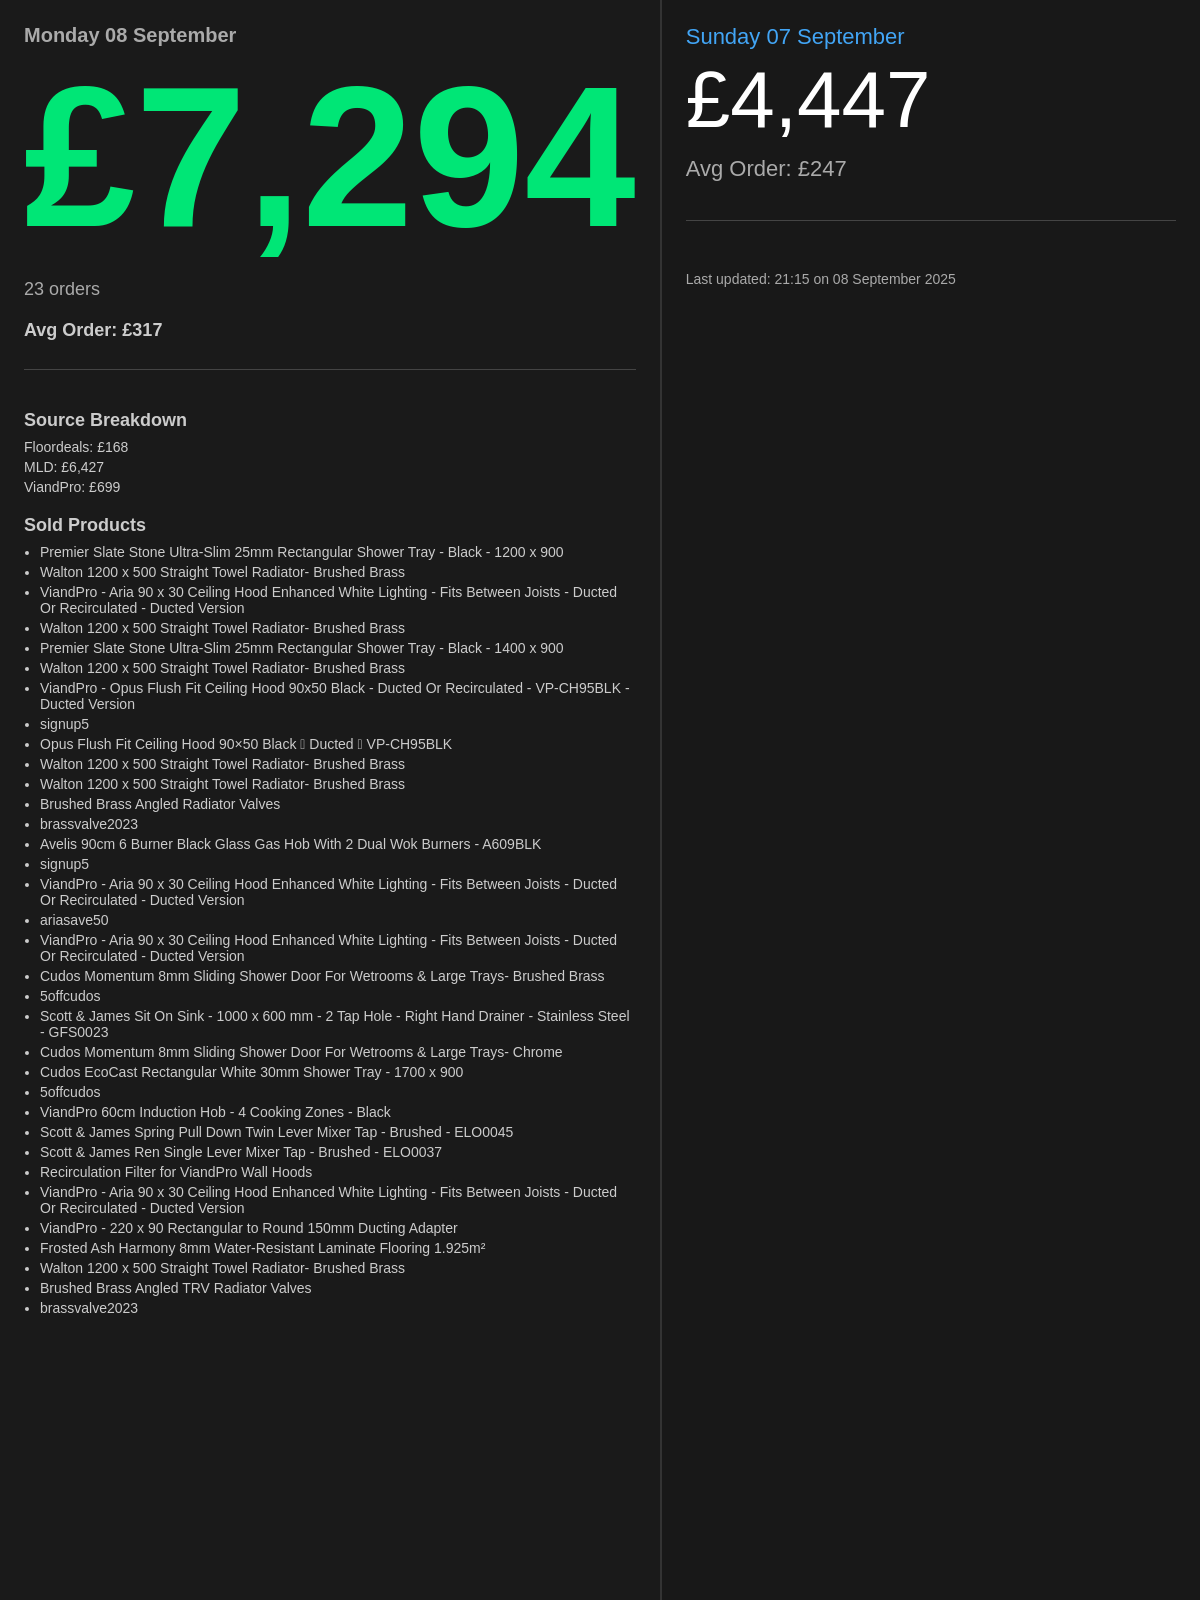 Monday 08 September
£7,294
23 orders
Avg Order: £317
Source Breakdown
Floordeals: £168
MLD: £6,427
ViandPro: £699
Sold Products
Premier Slate Stone Ultra-Slim 25mm Rectangular Shower Tray - Black - 1200 x 900
Walton 1200 x 500 Straight Towel Radiator- Brushed Brass
ViandPro - Aria 90 x 30 Ceiling Hood Enhanced White Lighting - Fits Between Joists - Ducted
Or Recirculated - Ducted Version
Walton 1200 x 500 Straight Towel Radiator- Brushed Brass
Premier Slate Stone Ultra-Slim 25mm Rectangular Shower Tray - Black - 1400 x 900
Walton 1200 x 500 Straight Towel Radiator- Brushed Brass
ViandPro - Opus Flush Fit Ceiling Hood 90x50 Black - Ducted Or Recirculated - VP-CH95BLK -
Ducted Version
signup5
Opus Flush Fit Ceiling Hood 90×50 Black  Ducted  VP-CH95BLK
Walton 1200 x 500 Straight Towel Radiator- Brushed Brass
Walton 1200 x 500 Straight Towel Radiator- Brushed Brass
Brushed Brass Angled Radiator Valves
brassvalve2023
Avelis 90cm 6 Burner Black Glass Gas Hob With 2 Dual Wok Burners - A609BLK
signup5
ViandPro - Aria 90 x 30 Ceiling Hood Enhanced White Lighting - Fits Between Joists - Ducted
Or Recirculated - Ducted Version
ariasave50
ViandPro - Aria 90 x 30 Ceiling Hood Enhanced White Lighting - Fits Between Joists - Ducted
Or Recirculated - Ducted Version
Cudos Momentum 8mm Sliding Shower Door For Wetrooms & Large Trays- Brushed Brass
5offcudos
Scott & James Sit On Sink - 1000 x 600 mm - 2 Tap Hole - Right Hand Drainer - Stainless Steel
- GFS0023
Cudos Momentum 8mm Sliding Shower Door For Wetrooms & Large Trays- Chrome
Cudos EcoCast Rectangular White 30mm Shower Tray - 1700 x 900
5offcudos
ViandPro 60cm Induction Hob - 4 Cooking Zones - Black
Scott & James Spring Pull Down Twin Lever Mixer Tap - Brushed - ELO0045
Scott & James Ren Single Lever Mixer Tap - Brushed - ELO0037
Recirculation Filter for ViandPro Wall Hoods
ViandPro - Aria 90 x 30 Ceiling Hood Enhanced White Lighting - Fits Between Joists - Ducted
Or Recirculated - Ducted Version
ViandPro - 220 x 90 Rectangular to Round 150mm Ducting Adapter
Frosted Ash Harmony 8mm Water-Resistant Laminate Flooring 1.925m²
Walton 1200 x 500 Straight Towel Radiator- Brushed Brass
Brushed Brass Angled TRV Radiator Valves
brassvalve2023
Sunday 07 September
£4,447
Avg Order: £247
Last updated: 21:15 on 08 September 2025